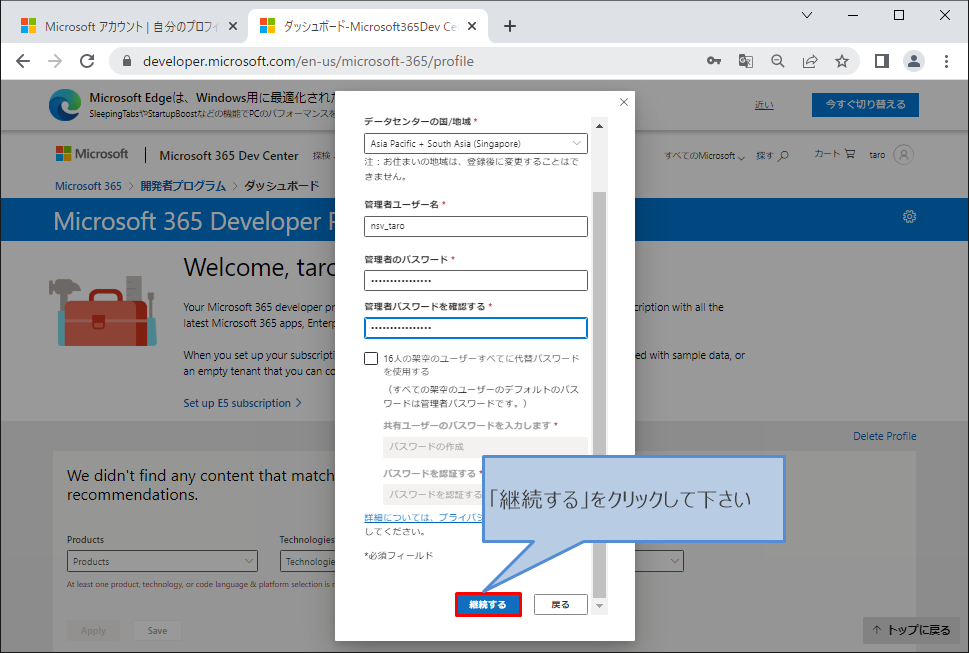 Microsoft アカウント | 自分のプロフィ
ダッシュボード-Microsoft365Dev Ce
developer.microsoft.com/en-us/microsoft-365/profile
Microsoft Edgeは、Windows用に最適化された
SleepingTabsやStartupBoostなどの機能でPCのパフォーマンスを
近い
今すぐ切り替える
Microsoft
Microsoft 365 Dev Center
探検
すべてのMicrosoft
探す
カート
taro
Microsoft 365 > 開発者プログラム > ダッシュボード
Microsoft 365 Developer P
Welcome, taro
Your Microsoft 365 developer pr
cription with all the
latest Microsoft 365 apps, Enterp
When you set up your subscripti
ed with sample data, or
an empty tenant that you can co
Set up E5 subscription >
Delete Profile
We didn't find any content that match
recommendations.
Products
Technologies
Products
Technologie
At least one product, technology, or code language & platform selection is r
Apply
Save
↑ トップに戻る
データセンターの国/地域 *
Asia Pacific + South Asia (Singapore)
注：お住まいの地域は、登録後に変更することはで
きません。
管理者ユーザー名 *
nsv_taro
管理者のパスワード *
••••••••••••••••
管理者パスワードを確認する *
••••••••••••••••
16人の架空のユーザーすべてに代替パスワード
を使用する
（すべての架空のユーザーのデフォルトのパス
ワードは管理者パスワードです。）
共有ユーザーのパスワードを入力します *
パスワードの作成
パスワードを認証する *
パスワードを認証する
詳細については、プライバシ
してください。
*必須フィールド
継続する
戻る
「継続する」をクリックして下さい